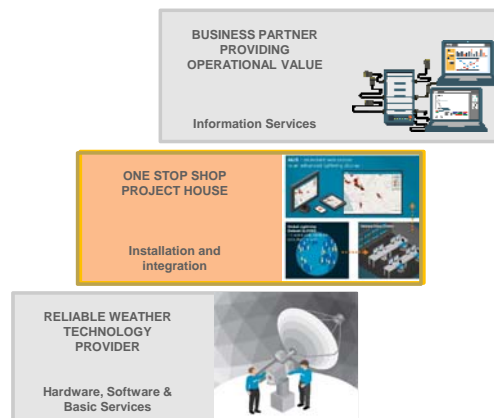 BUSINESS PARTNER
PROVIDING
OPERATIONAL VALUE
Information Services
ONE STOP SHOP
PROJECT HOUSE
Installation and
integration
RELIABLE WEATHER
TECHNOLOGY
PROVIDER
Hardware, Software &
Basic Services